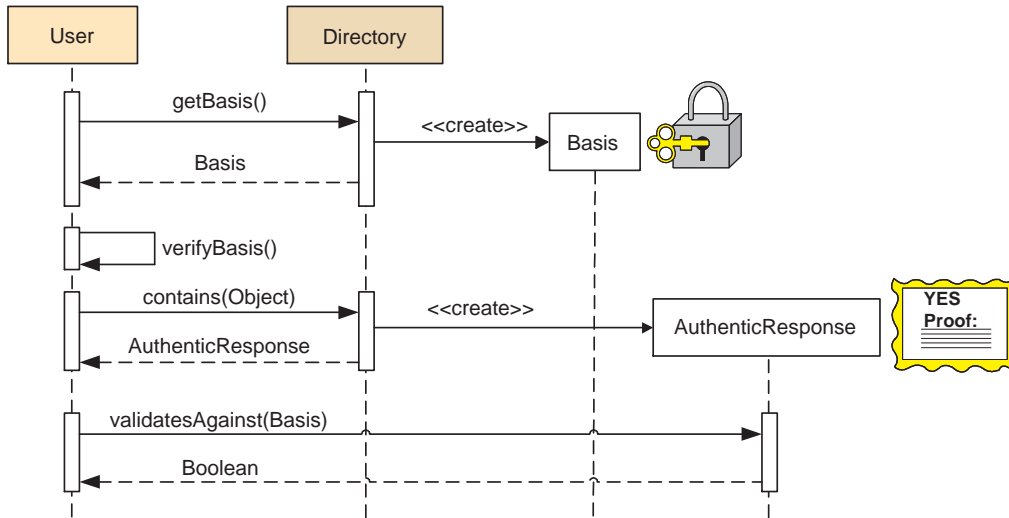 User
Directory
getBasis()
<<create>>
Basis
Basis
verifyBasis()
contains(Object)
<<create>>
AuthenticResponse
YES
Proof:
AuthenticResponse
validatesAgainst(Basis)
Boolean